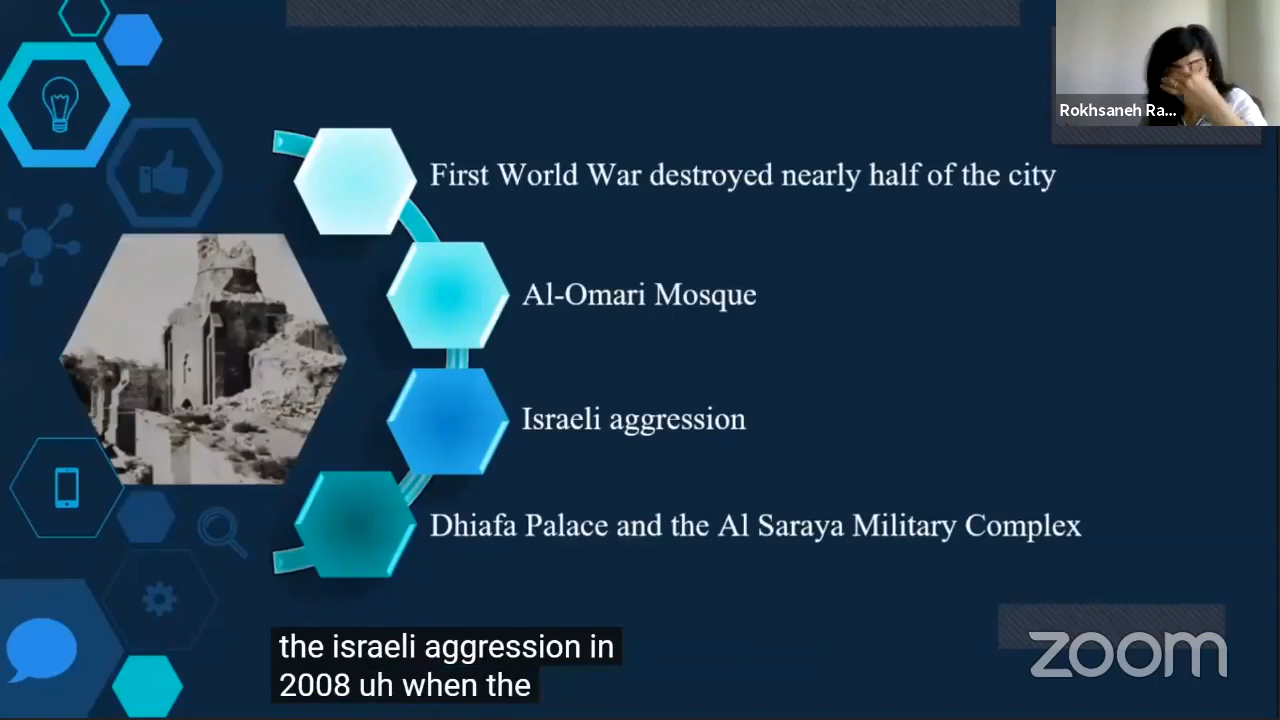 Rokhsaneh Ra...
First World War destroyed nearly half of the city
Al-Omari Mosque
Israeli aggression
Dhiafa Palace and the Al Saraya Military Complex
the israeli aggression in
2008 uh when the
zoom